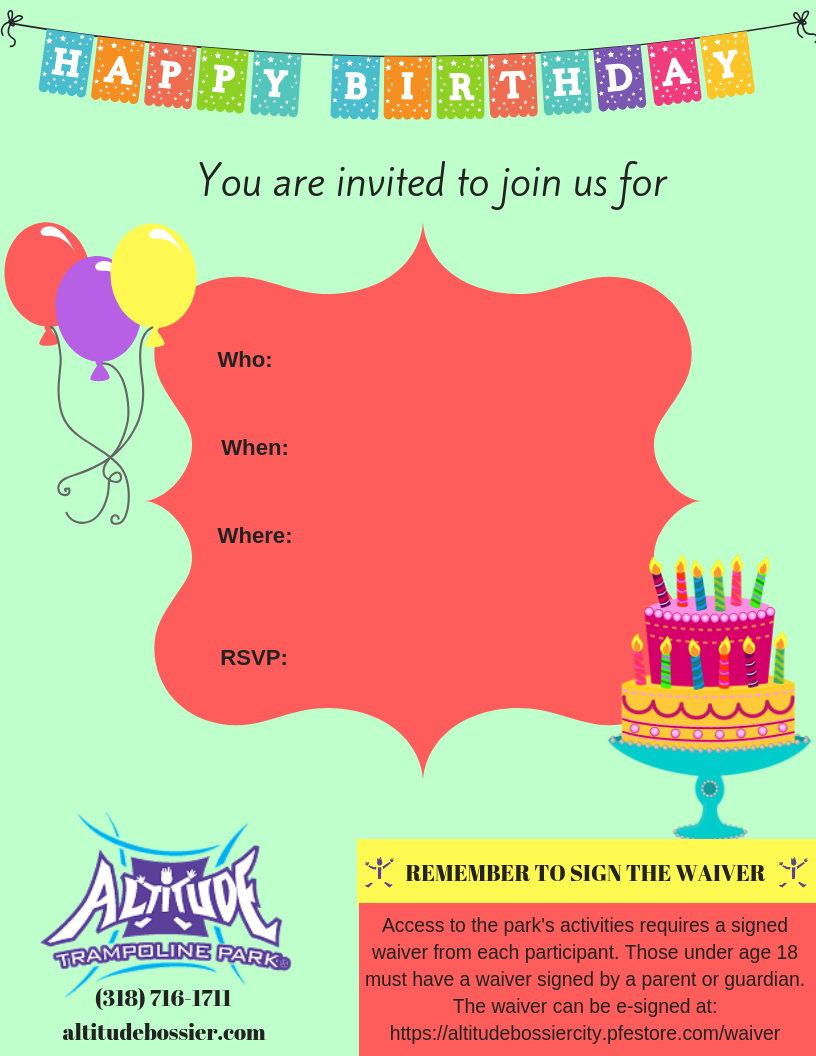 HAPPY BIRTHDAY
You are invited to join us for
Who:
When:
Where:
RSVP:
ALTITUDE
TRAMPOLINE PARK®
(318) 716-1711
altitudebossier.com
REMEMBER TO SIGN THE WAIVER
Access to the park's activities requires a signed
waiver from each participant. Those under age 18
must have a waiver signed by a parent or guardian.
The waiver can be e-signed at:
https://altitudebossiercity.pfestore.com/waiver